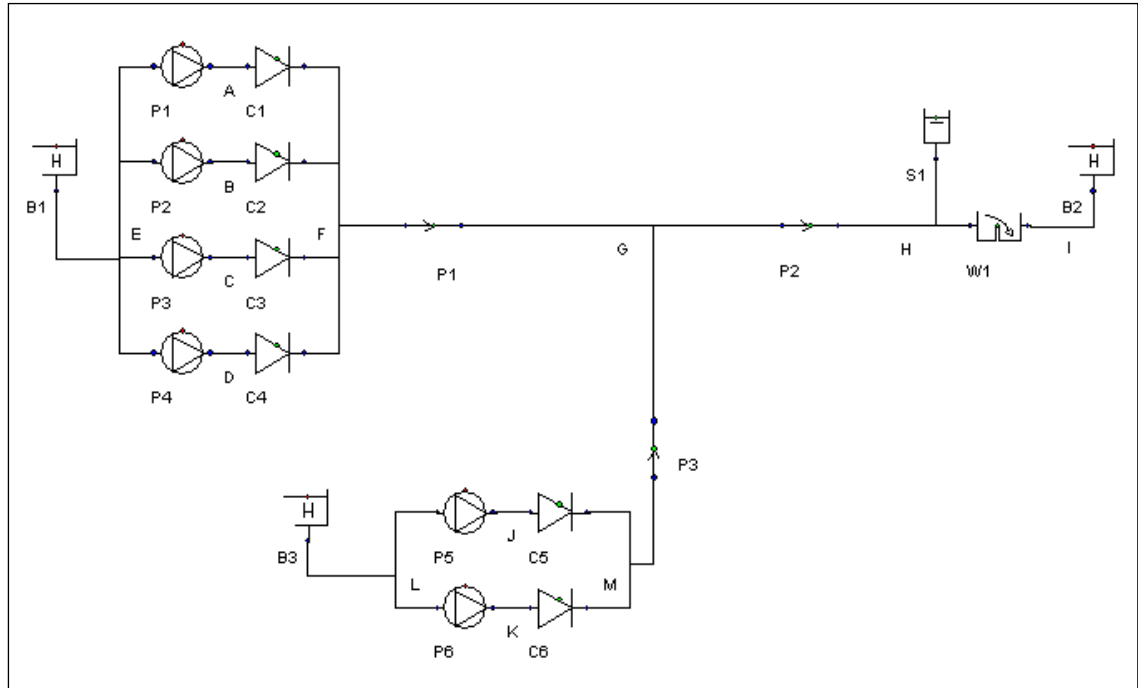 A
P1 C1
H
B
B1 P2 C2
E F
P1
C
P3 C3
D
P4 C4
G
P2
S1
H
H
B2
W1 I
P3
H
J
B3 P5 C5
L M
K
P6 C6